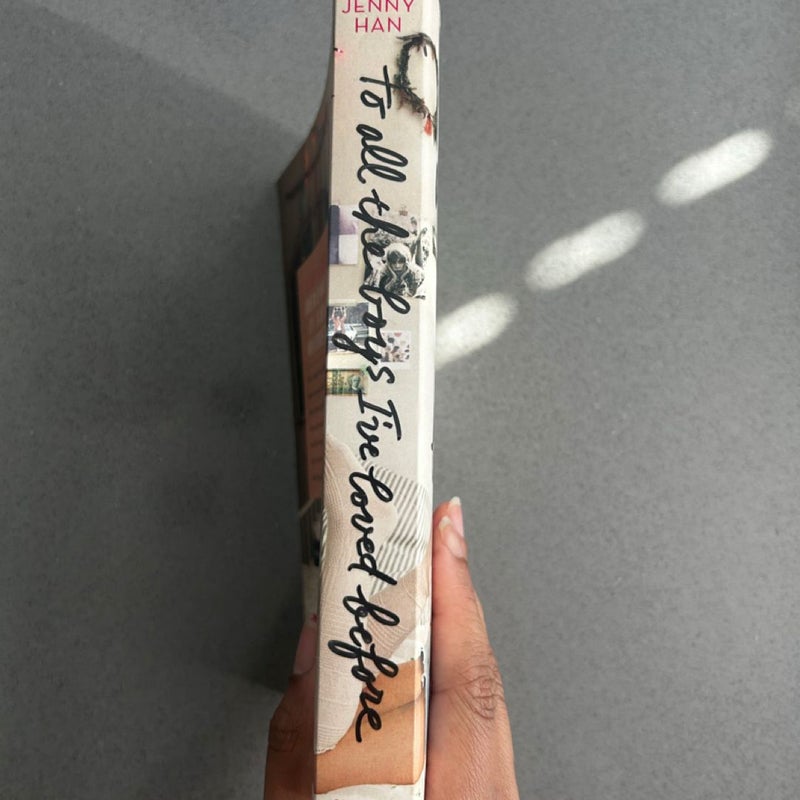 JENNY
HAN
To all the boys I've loved before